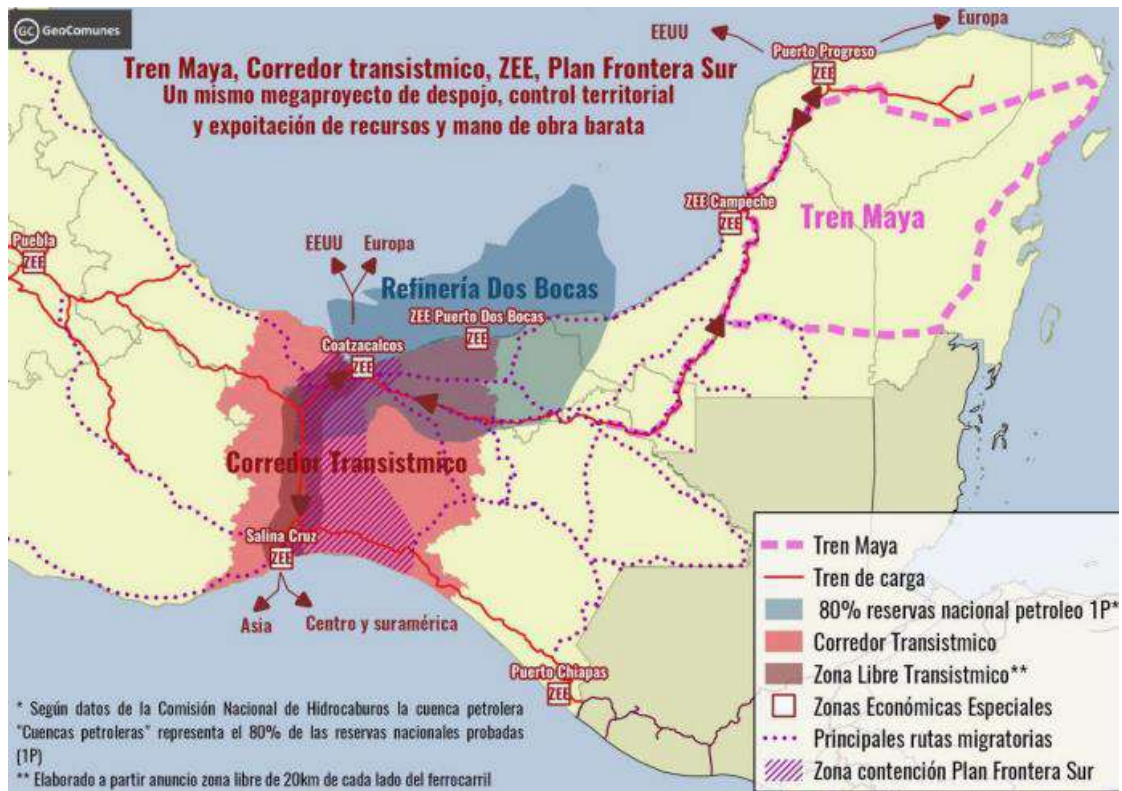 GC GeoComunes
Tren Maya, Corredor transistmico, ZEE, Plan Frontera Sur
Un mismo megaproyecto de despojo, control territorial
y expoitación de recursos y mano de obra barata
EEUU
Europa
Puerto Progreso
ZEE
ZEE Campeche
ZEE
Tren Maya
Puebla
ZEE
EEUU
Europa
Refinería Dos Bocas
ZEE Puerto Dos Bocas
ZEE
Coatzacalcos
ZEE
Corredor Transistmico
Salina Cruz
ZEE
Asia
Centro y suramérica
Puerto Chiapas
ZEE
Tren Maya
Tren de carga
80% reservas nacional petroleo 1P*
Corredor Transistmico
Zona Libre Transistmico**
Zonas Económicas Especiales
Principales rutas migratorias
Zona contención Plan Frontera Sur
* Según datos de la Comisión Nacional de Hidrocaburos la cuenca petrolera
"Cuencas petroleras" representa el 80% de las reservas nacionales probadas
(1P)
** Elaborado a partir anuncio zona libre de 20km de cada lado del ferrocarril